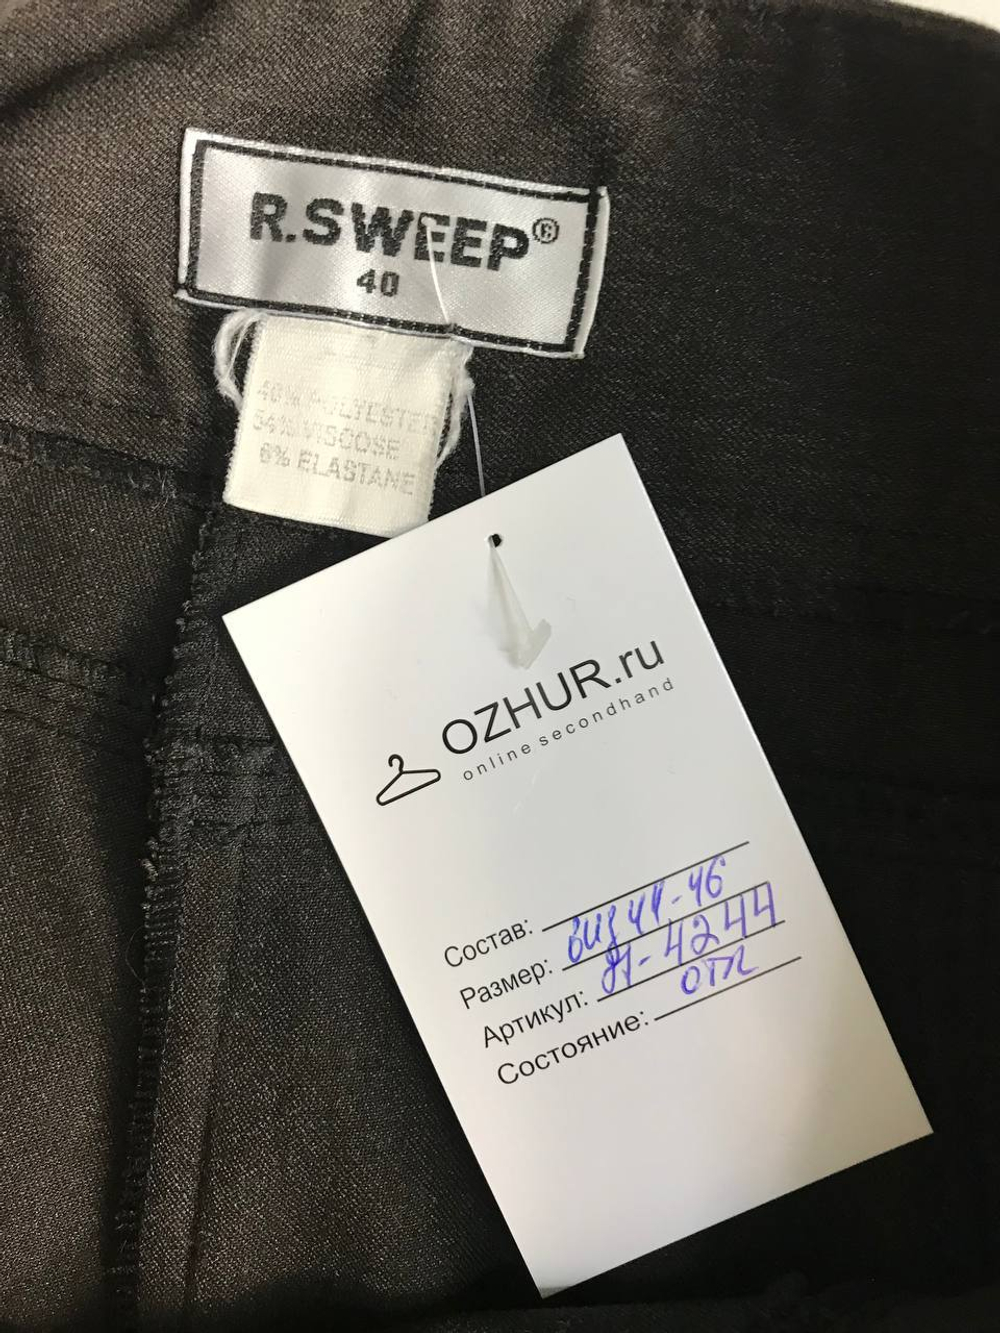 R.SWEEP®
40
40% POLYESTER
54% VISCOSE
6% ELASTANE
OZHUR.ru
online secondhand
Состав:
Размер: виз 44-46
Артикул: 91-4244
Состояние: отл